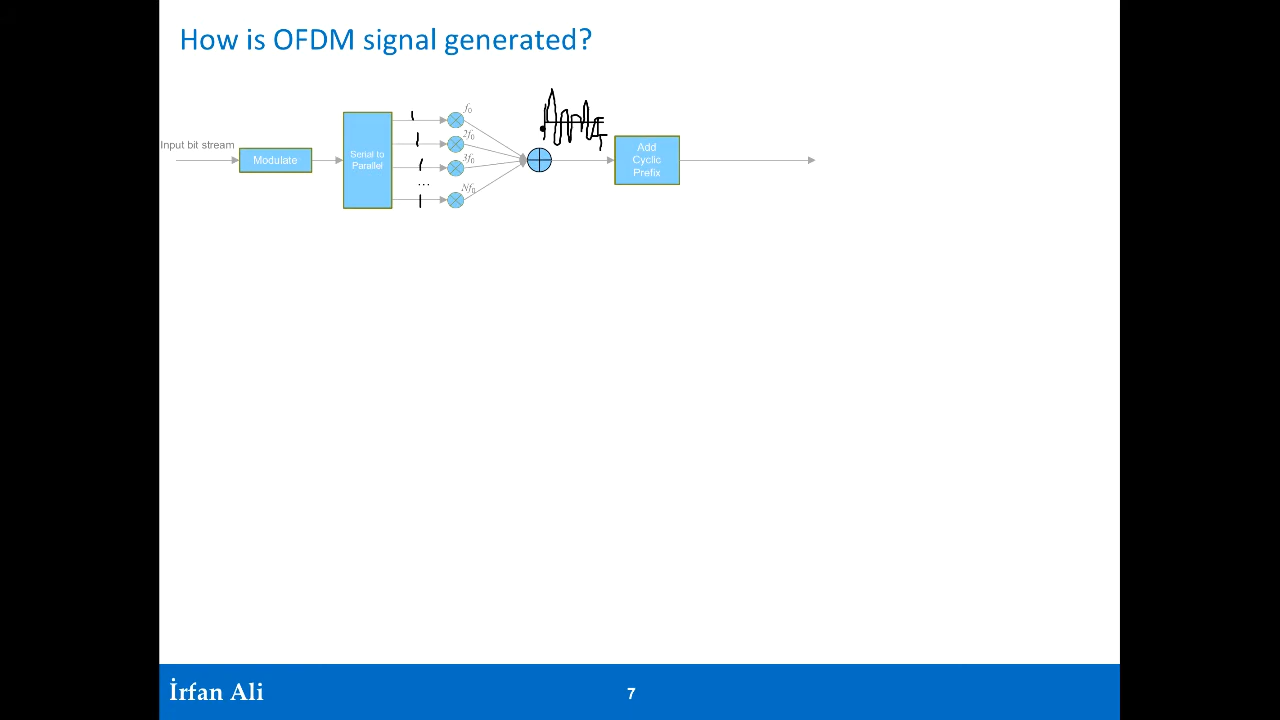 How is OFDM signal generated?
Input bit stream
Modulate
Serial to
Parallel
f₀
2f₀
3f₀
...
Nf₀
Add
Cyclic
Prefix
İrfan Ali
7